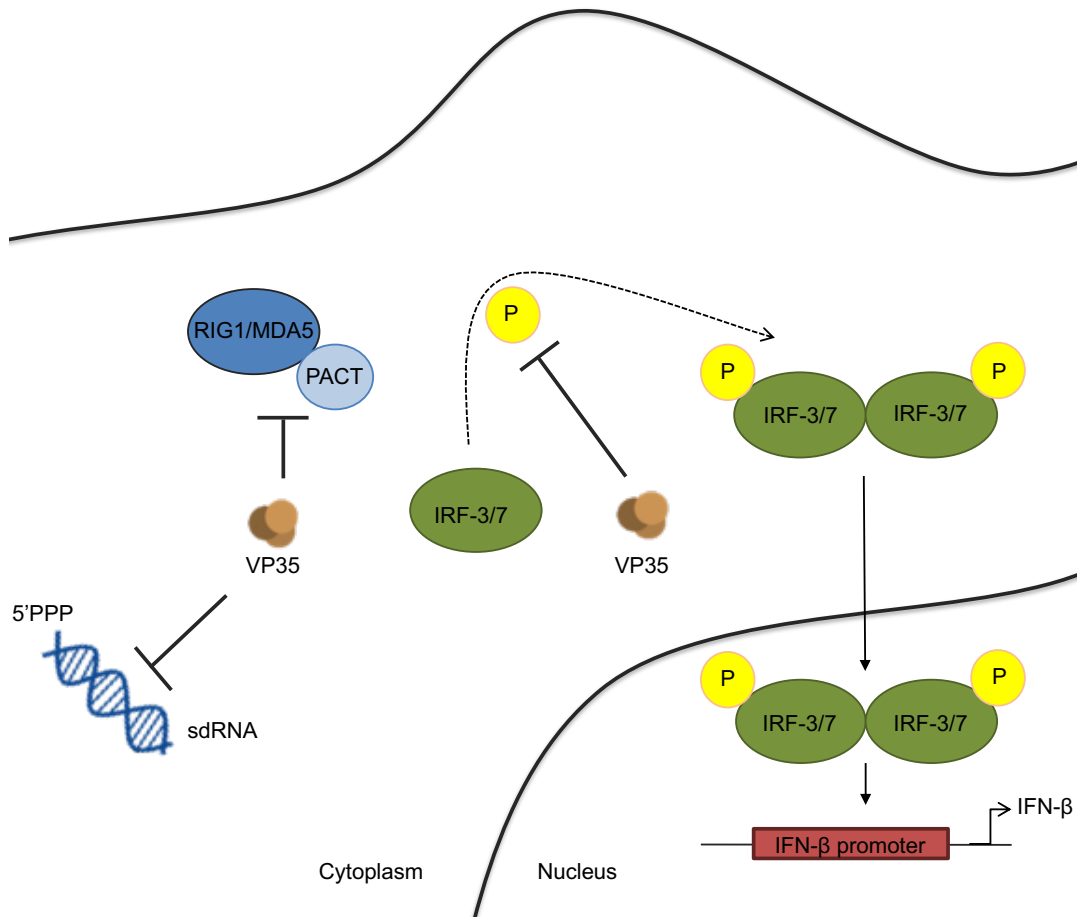 RIG1/MDA5
PACT
P
P
P
IRF-3/7
IRF-3/7
IRF-3/7
VP35
VP35
5’PPP
sdRNA
P
P
IRF-3/7
IRF-3/7
IFN-β
IFN-β promoter
Cytoplasm
Nucleus